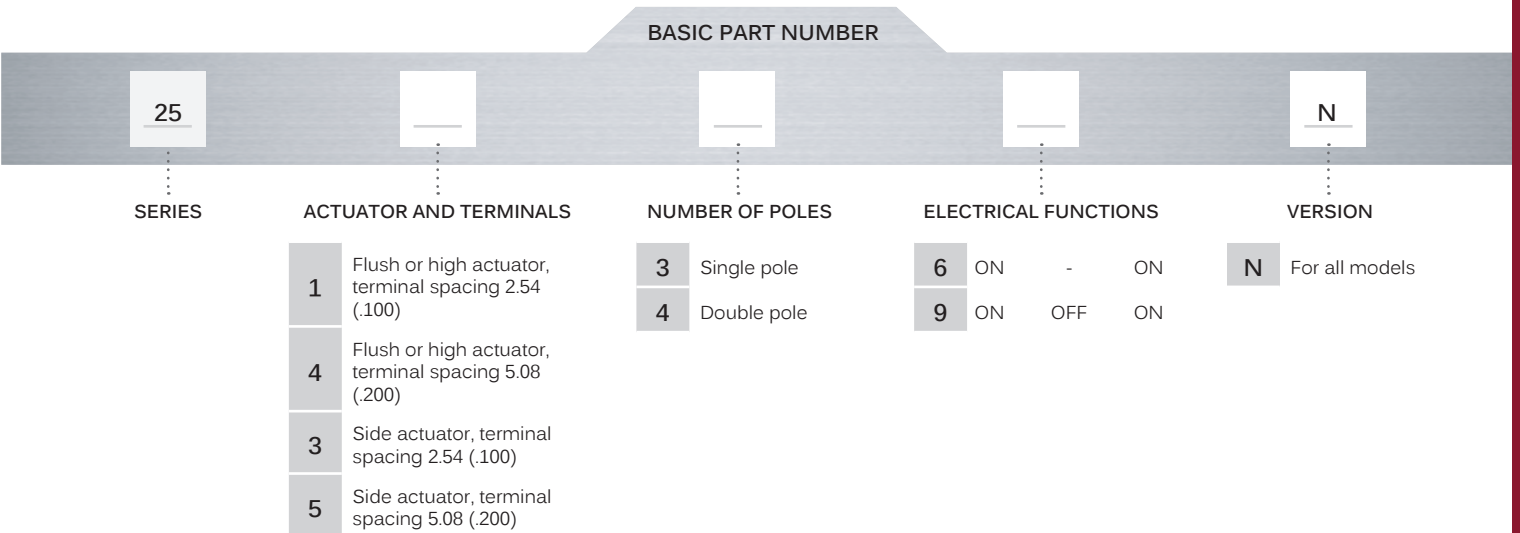 BASIC PART NUMBER
25
N
SERIES
ACTUATOR AND TERMINALS
NUMBER OF POLES
ELECTRICAL FUNCTIONS
VERSION
1
Flush or high actuator,
terminal spacing 2.54
(.100)
4
Flush or high actuator,
terminal spacing 5.08
(.200)
3
Side actuator, terminal
spacing 2.54 (.100)
5
Side actuator, terminal
spacing 5.08 (.200)
3 Single pole
4 Double pole
6 ON - ON
9 ON OFF ON
N For all models